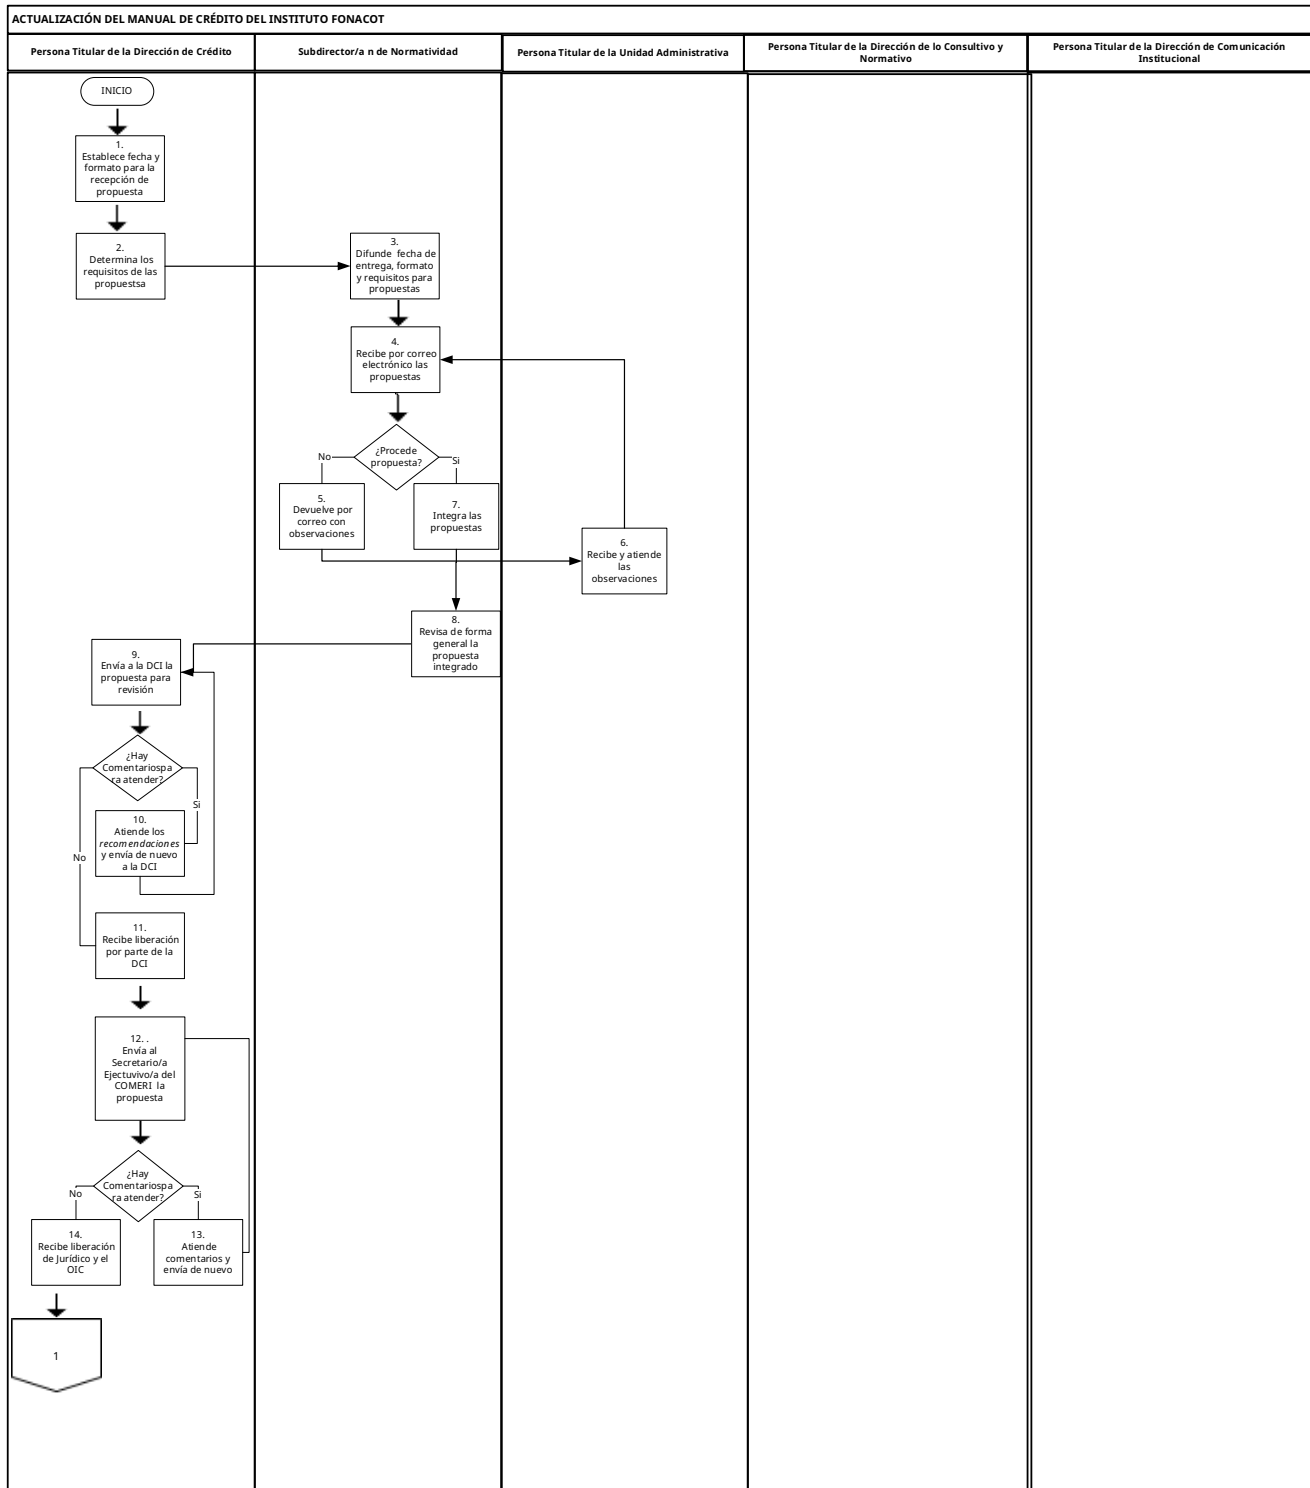 ACTUALIZACIÓN DEL MANUAL DE CRÉDITO DEL INSTITUTO FONACOT
Persona Titular de la Dirección de Crédito
Subdirector/a n de Normatividad
Persona Titular de la Unidad Administrativa
Persona Titular de la Dirección de lo Consultivo y
Normativo
Persona Titular de la Dirección de Comunicación
Institucional
INICIO
1.
Establece fecha y
formato para la
recepción de
propuesta
2.
Determina los
requisitos de las
propuestsa
3.
Difunde fecha de
entrega, formato
y requisitos para
propuestas
4.
Recibe por correo
electrónico las
propuestas
¿Procede
propuesta?
No
Si
5.
Devuelve por
correo con
observaciones
7.
Integra las
propuestas
6.
Recibe y atiende
las
observaciones
8.
Revisa de forma
general la
propuesta
integrado
9.
Envía a la DCI la
propuesta para
revisión
¿Hay
Comentariospa
ra atender?
Si
No
10.
Atiende los
recomendaciones
y envía de nuevo
a la DCI
11.
Recibe liberación
por parte de la
DCI
12. .
Envía al
Secretario/a
Ejectuvivo/a del
COMERI la
propuesta
¿Hay
Comentariospa
ra atender?
No
Si
14.
Recibe liberación
de Jurídico y el
OIC
13.
Atiende
comentarios y
envía de nuevo
1